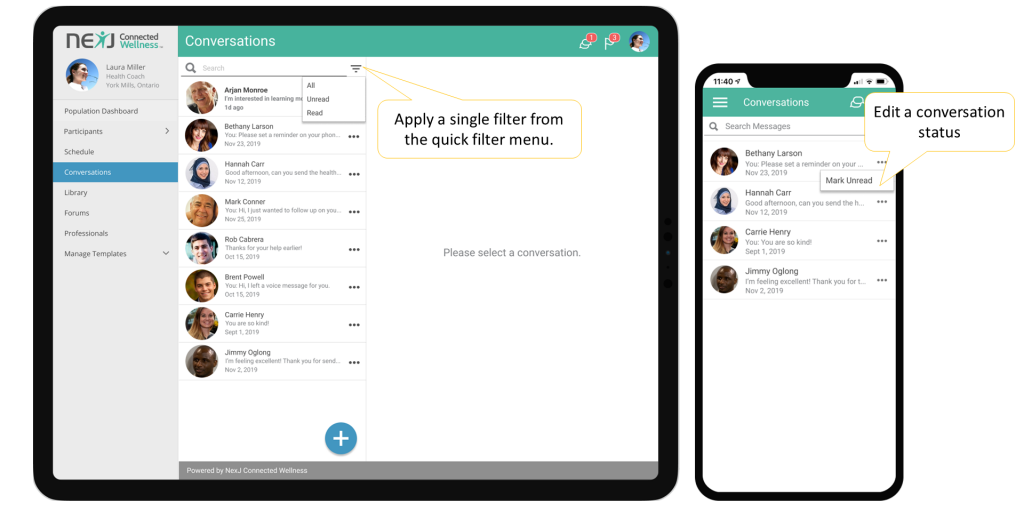 NEXJ Connected Wellness™
Conversations
1
3
Laura Miller
Health Coach
York Mills, Ontario
Population Dashboard
Participants
Schedule
Conversations
Library
Forums
Professionals
Manage Templates
Search
All
Unread
Read
Arjan Monroe
I'm interested in learning m
1d ago
Bethany Larson
You: Please set a reminder on your phon...
Nov 23, 2019
Hannah Carr
Good afternoon, can you send the health...
Nov 12, 2019
Mark Conner
You: Hi, I just wanted to follow up on you...
Nov 25, 2019
Rob Cabrera
Thanks for your help earlier!
Oct 15, 2019
Brent Powell
You: Hi, I left a voice message for you.
Oct 15, 2019
Carrie Henry
You are so kind!
Sept 1, 2019
Jimmy Oglong
I'm feeling excellent! Thank you for send...
Nov 2, 2019
Please select a conversation.
Powered by NexJ Connected Wellness
Apply a single filter from
the quick filter menu.
11:40
Conversations
Search Messages
Bethany Larson
You: Please set a reminder on your ...
Nov 23, 2019
Mark Unread
Hannah Carr
Good afternoon, can you send the h...
Nov 12, 2019
Carrie Henry
You: You are so kind!
Sept 1, 2019
Jimmy Oglong
I'm feeling excellent! Thank you for t...
Nov 2, 2019
Edit a conversation
status